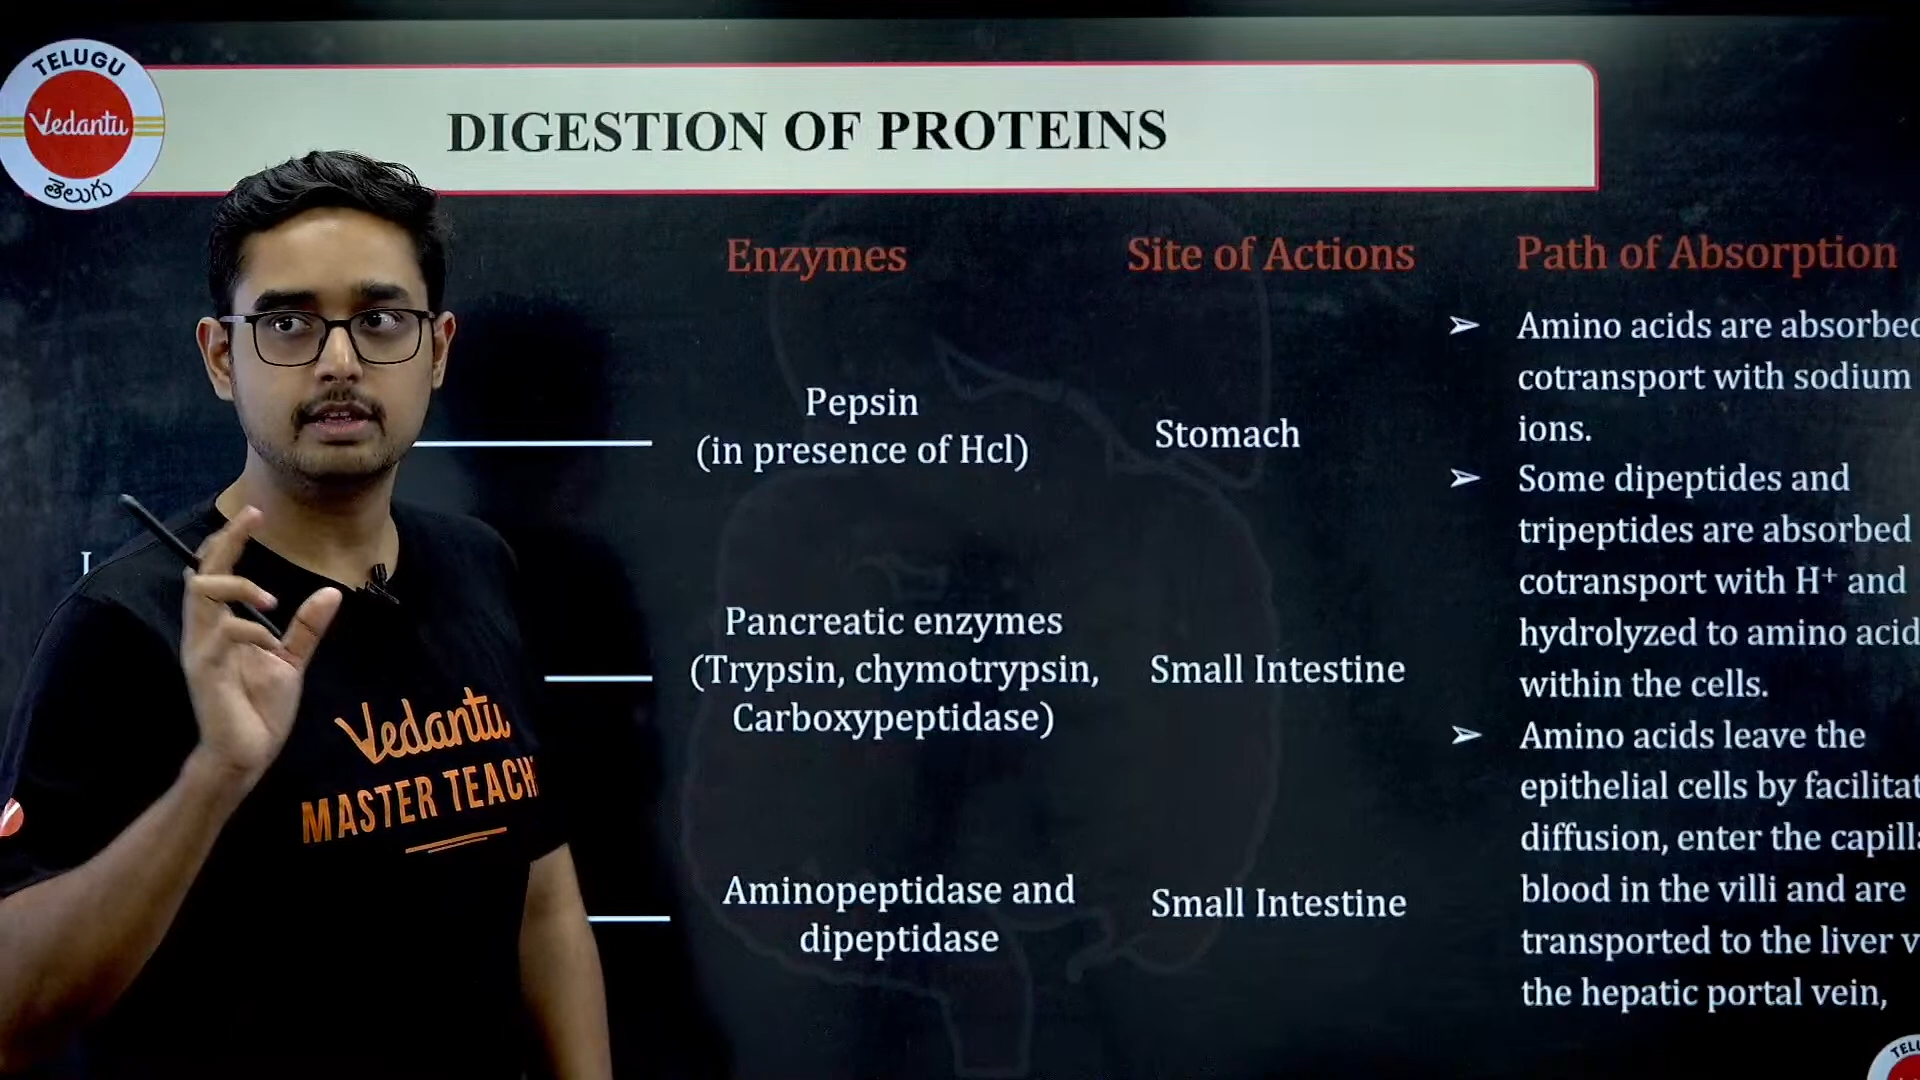 TELUGU
Vedantu
తెలుగు
DIGESTION OF PROTEINS
Enzymes
Site of Actions
Path of Absorption
Pepsin
(in presence of Hcl)
Stomach
Pancreatic enzymes
(Trypsin, chymotrypsin,
Carboxypeptidase)
Small Intestine
Aminopeptidase and
dipeptidase
Small Intestine
➢ Amino acids are absorbed
cotransport with sodium
ions.
➢ Some dipeptides and
tripeptides are absorbed
cotransport with H⁺ and
hydrolyzed to amino acid
within the cells.
➢ Amino acids leave the
epithelial cells by
diffusion, enter the
blood in the villi and are
transported to the liver
the hepatic portal vein,
Vedantu
MASTER TEACH